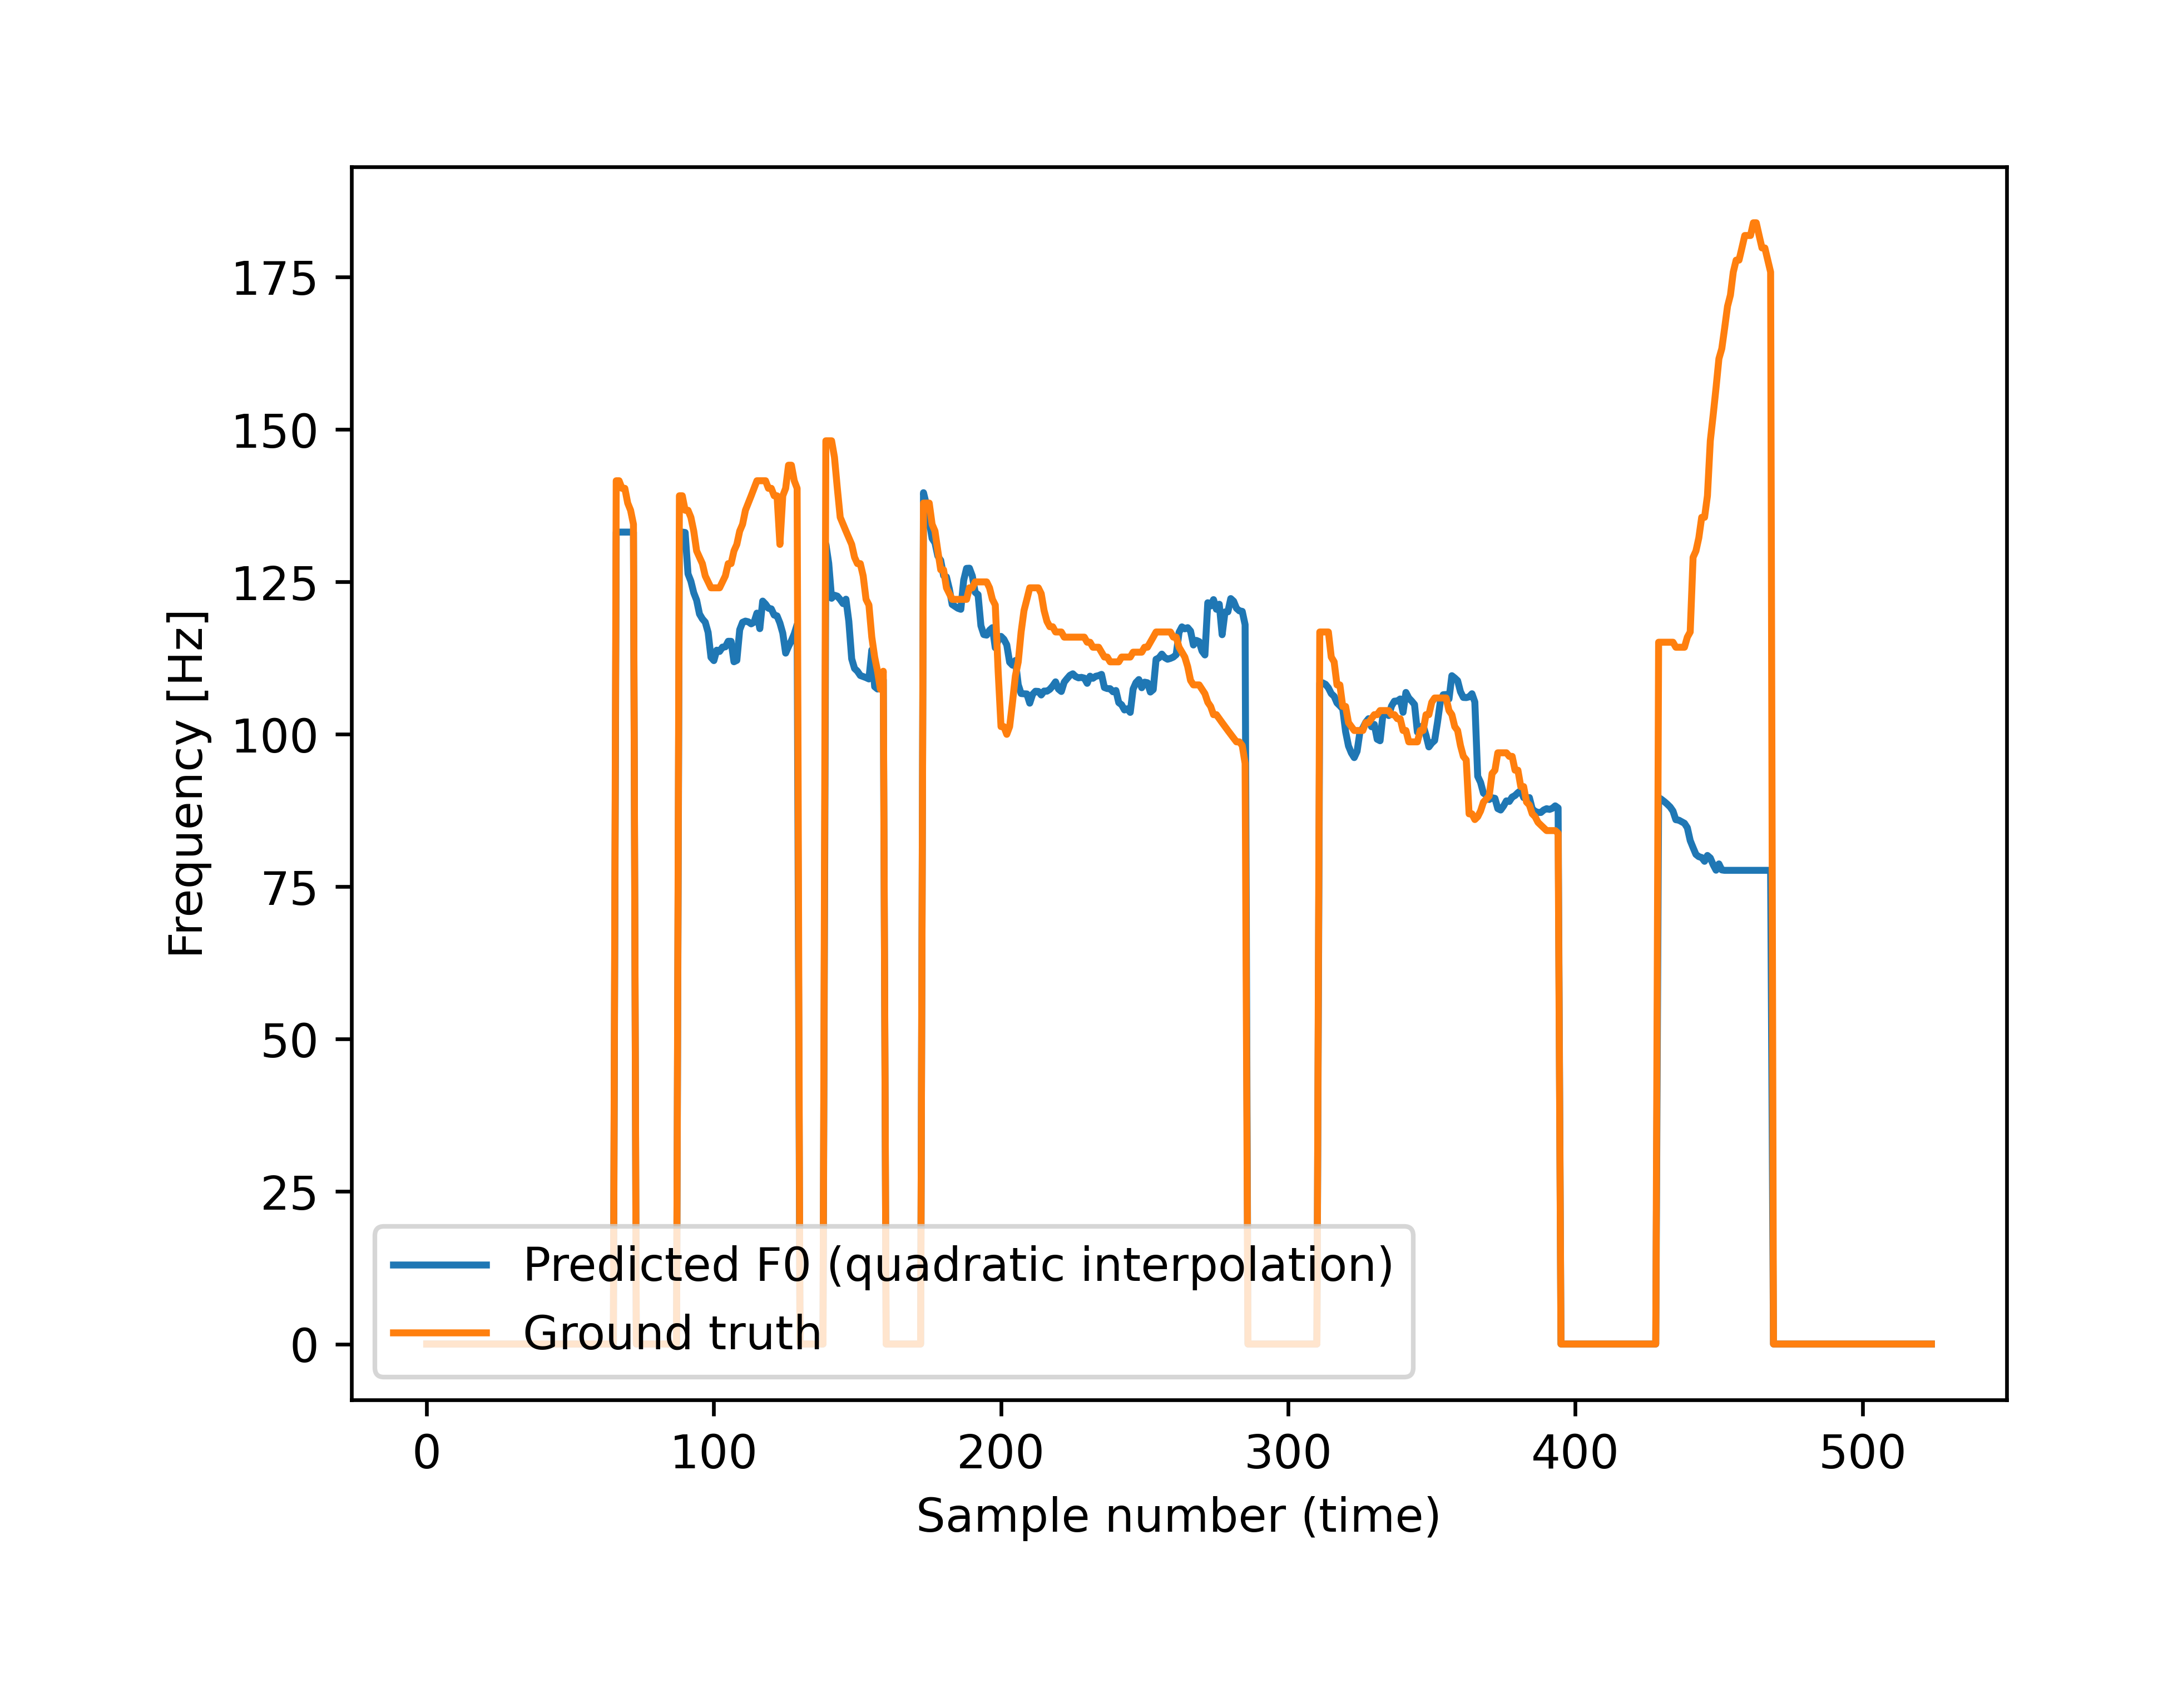 175
150
125
100
75
50
25
0
Frequency [Hz]
Predicted F0 (quadratic interpolation)
Ground truth
0 100 200 300 400 500
Sample number (time)